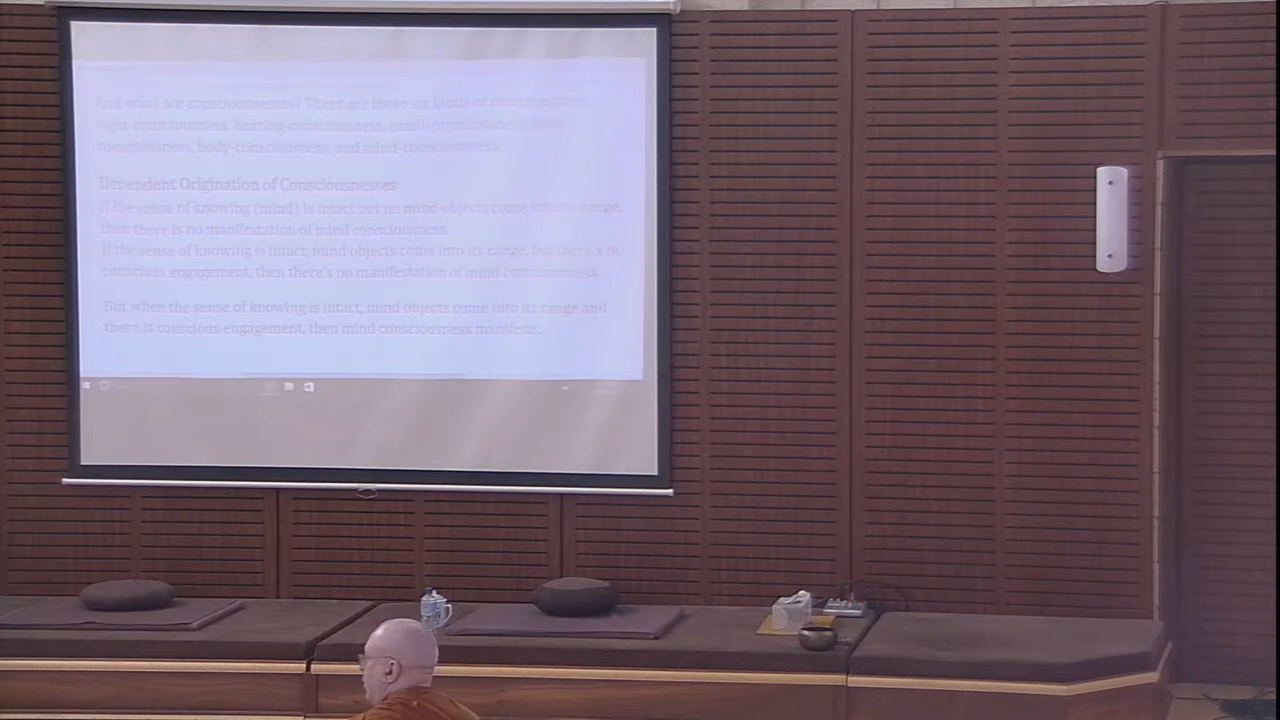 And what are consciousnesses? There are these six kinds of consciousness:
sight-consciousness, hearing-consciousness, smell-consciousness, taste-
consciousness, body-consciousness, and mind-consciousness.
Dependent Origination of Consciousnesses
If the sense of knowing (mind) is intact but no mind objects come into its range,
then there is no manifestation of mind consciousness.
If the sense of knowing is intact, mind objects come into its range, but there's no
conscious engagement, then there's no manifestation of mind consciousness.
But when the sense of knowing is intact, mind objects come into its range and
there is conscious engagement, then mind consciousness manifests.